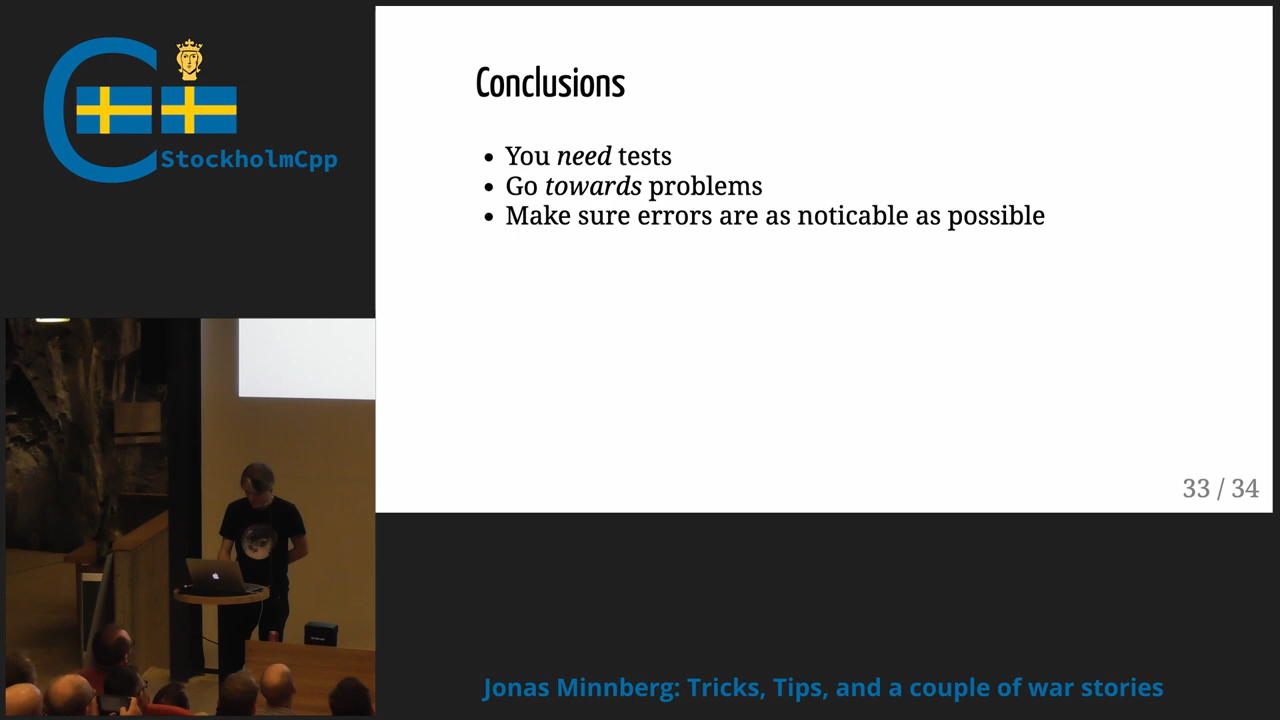 StockholmCpp
Conclusions
• You need tests
• Go towards problems
• Make sure errors are as noticable as possible
33 / 34
Jonas Minnberg: Tricks, Tips, and a couple of war stories